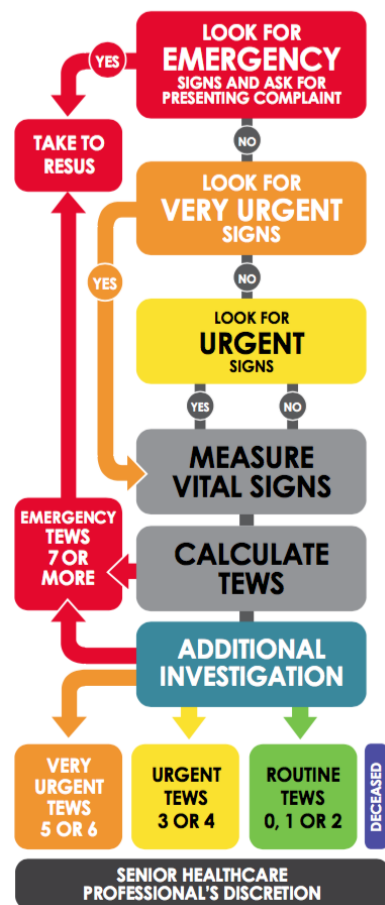 LOOK FOR
EMERGENCY
SIGNS AND ASK FOR
PRESENTING COMPLAINT
YES
TAKE TO
RESUS
NO
LOOK FOR
VERY URGENT
SIGNS
YES
NO
LOOK FOR
URGENT
SIGNS
YES
NO
MEASURE
VITAL SIGNS
EMERGENCY
TEWS
7 OR
MORE
CALCULATE
TEWS
ADDITIONAL
INVESTIGATION
VERY
URGENT
TEWS
5 OR 6
URGENT
TEWS
3 OR 4
ROUTINE
TEWS
0, 1 OR 2
DECEASED
SENIOR HEALTHCARE
PROFESSIONAL'S DISCRETION